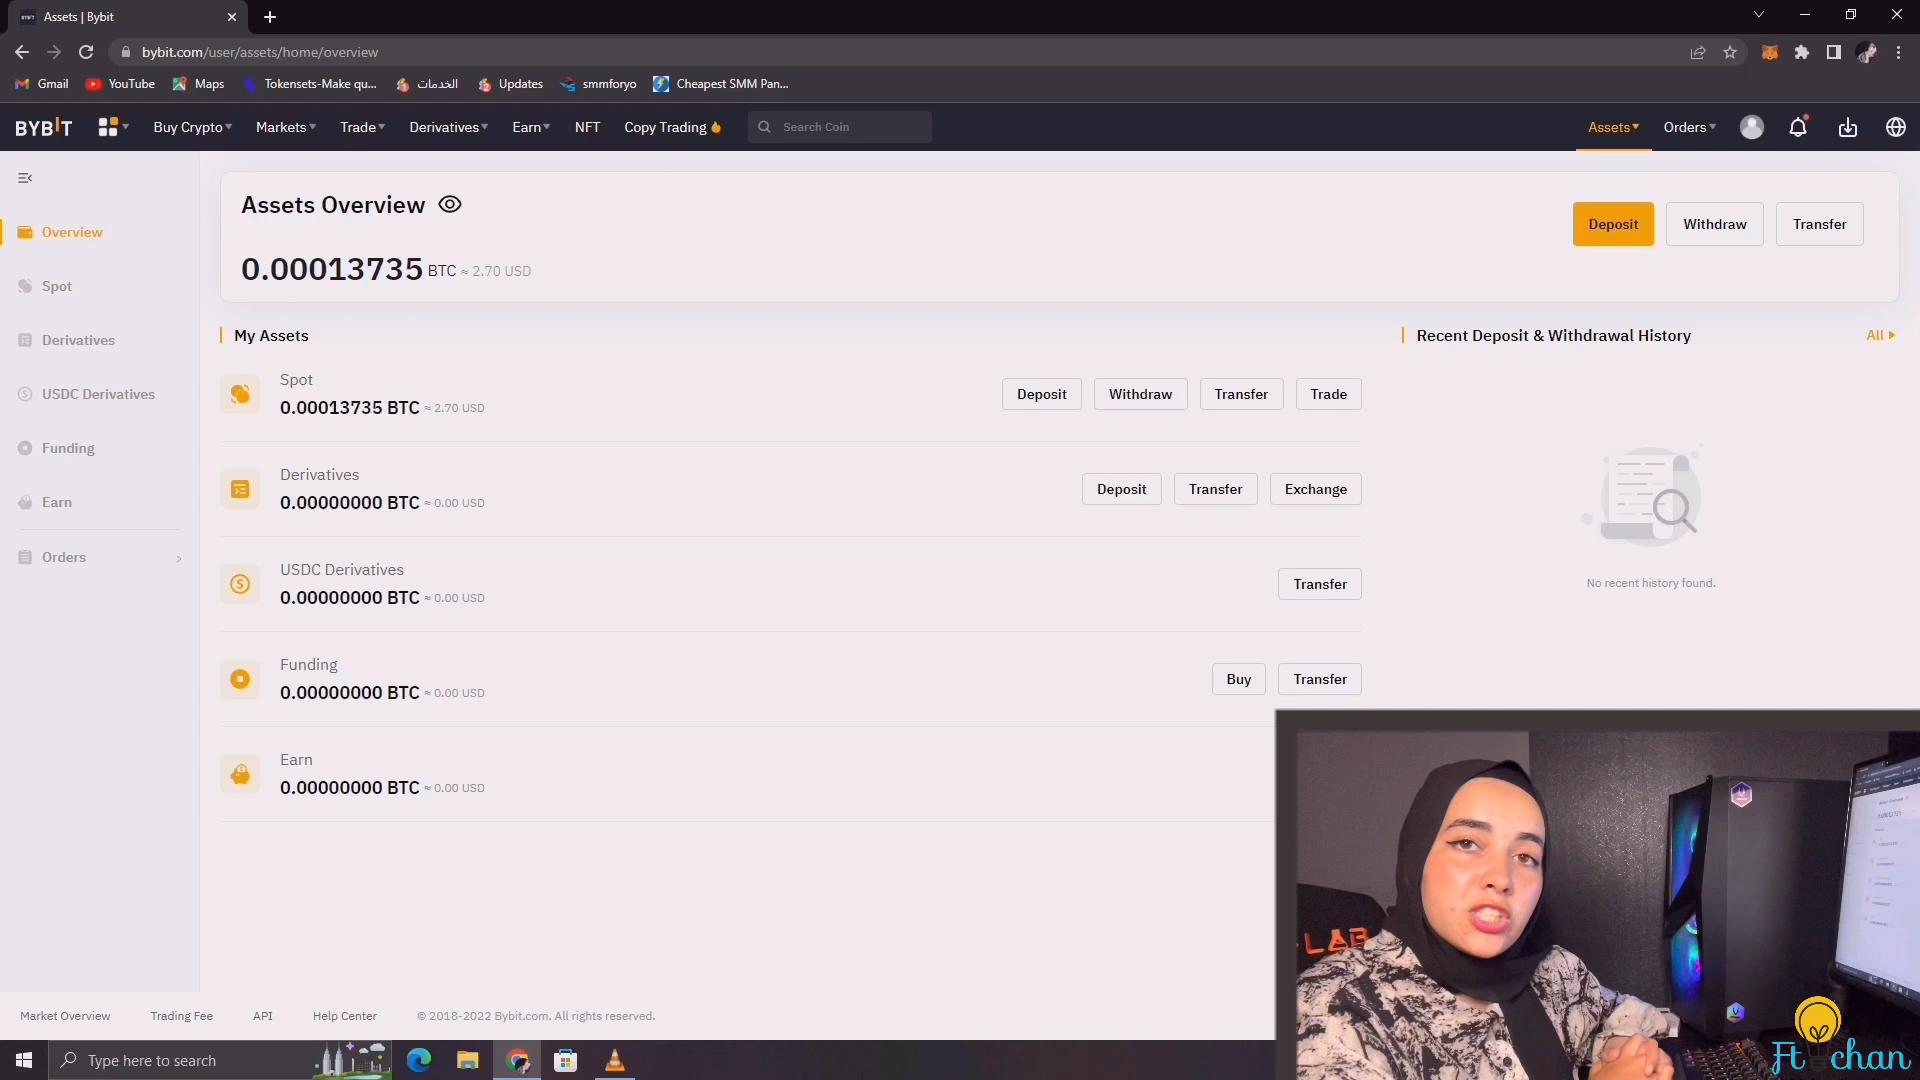 Assets | Bybit
bybit.com/user/assets/home/overview
Gmail
YouTube
Maps
Tokensets-Make qu...
الخدمات
Updates
smmforyo
Cheapest SMM Pan...
BYBIT
Buy Crypto
Markets
Trade
Derivatives
Earn
NFT
Copy Trading
Search Coin
Assets
Orders
Overview
Spot
Derivatives
USDC Derivatives
Funding
Earn
Orders
Assets Overview
0.00013735 BTC ≈ 2.70 USD
Deposit
Withdraw
Transfer
My Assets
Spot
0.00013735 BTC ≈ 2.70 USD
Deposit
Withdraw
Transfer
Trade
Derivatives
0.00000000 BTC ≈ 0.00 USD
Deposit
Transfer
Exchange
USDC Derivatives
0.00000000 BTC ≈ 0.00 USD
Transfer
Funding
0.00000000 BTC ≈ 0.00 USD
Buy
Transfer
Earn
0.00000000 BTC ≈ 0.00 USD
Recent Deposit & Withdrawal History
All
No recent history found.
LAB
Market Overview
Trading Fee
API
Help Center
© 2018-2022 Bybit.com. All rights reserved.
Type here to search
Ft chan